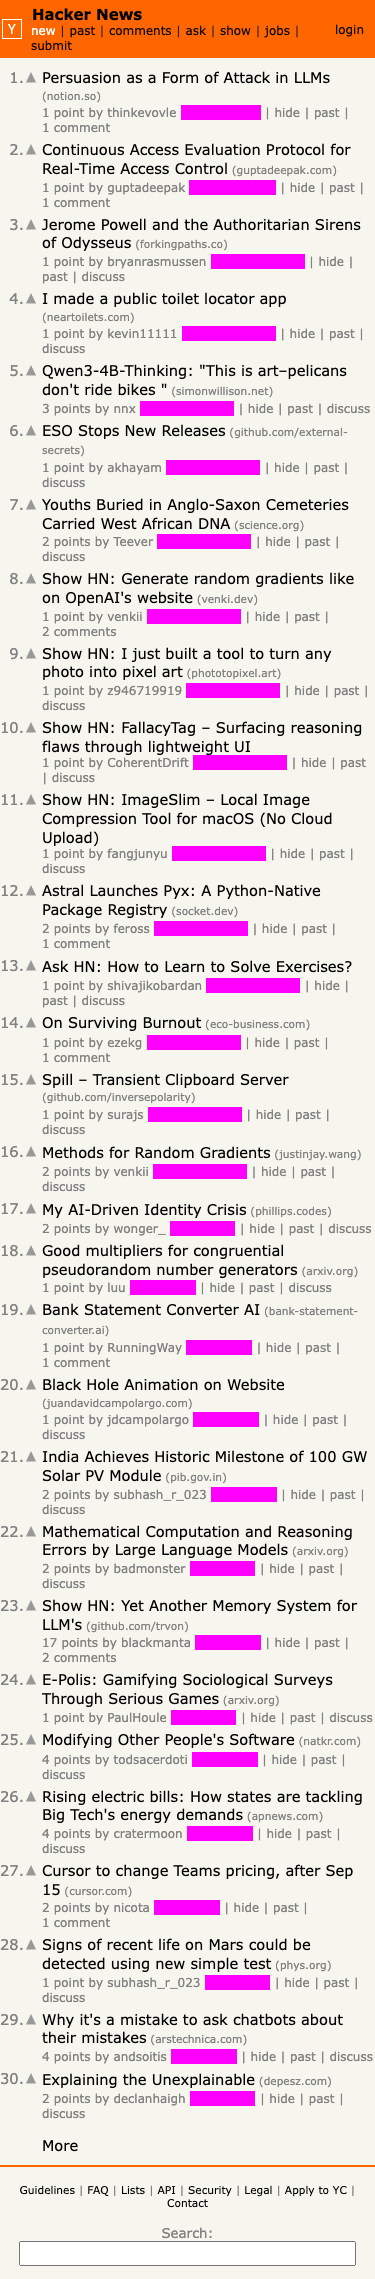 Hacker News
Y
new | past | comments | ask | show | jobs |
submit
login
1. Persuasion as a Form of Attack in LLMs
(notion.so)
1 point by thinkevovle | hide | past |
1 comment
2. Continuous Access Evaluation Protocol for
Real-Time Access Control (guptadeepak.com)
1 point by guptadeepak | hide | past |
1 comment
3. Jerome Powell and the Authoritarian Sirens
of Odysseus (forkingpaths.co)
1 point by bryanrasmussen | hide |
past | discuss
4. I made a public toilet locator app
(neartoilets.com)
1 point by kevin11111 | hide | past |
discuss
5. Qwen3-4B-Thinking: "This is art–pelicans
don't ride bikes " (simonwillison.net)
3 points by nnx | hide | past | discuss
6. ESO Stops New Releases (github.com/external-
secrets)
1 point by akhayam | hide | past |
discuss
7. Youths Buried in Anglo-Saxon Cemeteries
Carried West African DNA (science.org)
2 points by Teever | hide | past |
discuss
8. Show HN: Generate random gradients like
on OpenAI's website (venki.dev)
1 point by venkii | hide | past |
2 comments
9. Show HN: I just built a tool to turn any
photo into pixel art (phototopixel.art)
1 point by z946719919 | hide | past |
discuss
10. Show HN: FallacyTag – Surfacing reasoning
flaws through lightweight UI
1 point by CoherentDrift | hide | past
| discuss
11. Show HN: ImageSlim – Local Image
Compression Tool for macOS (No Cloud
Upload)
1 point by fangjunyu | hide | past |
discuss
12. Astral Launches Pyx: A Python-Native
Package Registry (socket.dev)
2 points by feross | hide | past |
1 comment
13. Ask HN: How to Learn to Solve Exercises?
1 point by shivajikobardan | hide |
past | discuss
14. On Surviving Burnout (eco-business.com)
1 point by ezekg | hide | past |
1 comment
15. Spill – Transient Clipboard Server
(github.com/inversepolarity)
1 point by surajs | hide | past |
discuss
16. Methods for Random Gradients (justinjay.wang)
2 points by venkii | hide | past |
discuss
17. My AI-Driven Identity Crisis (phillips.codes)
2 points by wonger_ | hide | past | discuss
18. Good multipliers for congruential
pseudorandom number generators (arxiv.org)
1 point by luu | hide | past | discuss
19. Bank Statement Converter AI (bank-statement-
converter.ai)
1 point by RunningWay | hide | past |
1 comment
20. Black Hole Animation on Website
(juandavidcampolargo.com)
1 point by jdcampolargo | hide | past |
discuss
21. India Achieves Historic Milestone of 100 GW
Solar PV Module (pib.gov.in)
2 points by subhash_r_023 | hide | past |
discuss
22. Mathematical Computation and Reasoning
Errors by Large Language Models (arxiv.org)
2 points by badmonster | hide | past |
discuss
23. Show HN: Yet Another Memory System for
LLM's (github.com/trvon)
17 points by blackmanta | hide | past |
2 comments
24. E-Polis: Gamifying Sociological Surveys
Through Serious Games (arxiv.org)
1 point by PaulHoule | hide | past | discuss
25. Modifying Other People's Software (natkr.com)
4 points by todsacerdoti | hide | past |
discuss
26. Rising electric bills: How states are tackling
Big Tech's energy demands (apnews.com)
4 points by cratermoon | hide | past |
discuss
27. Cursor to change Teams pricing, after Sep
15 (cursor.com)
2 points by nicota | hide | past |
1 comment
28. Signs of recent life on Mars could be
detected using new simple test (phys.org)
1 point by subhash_r_023 | hide | past |
discuss
29. Why it's a mistake to ask chatbots about
their mistakes (arstechnica.com)
4 points by andsoitis | hide | past | discuss
30. Explaining the Unexplainable (depesz.com)
2 points by declanhaigh | hide | past |
discuss
More
Guidelines | FAQ | Lists | API | Security | Legal | Apply to YC |
Contact
Search: